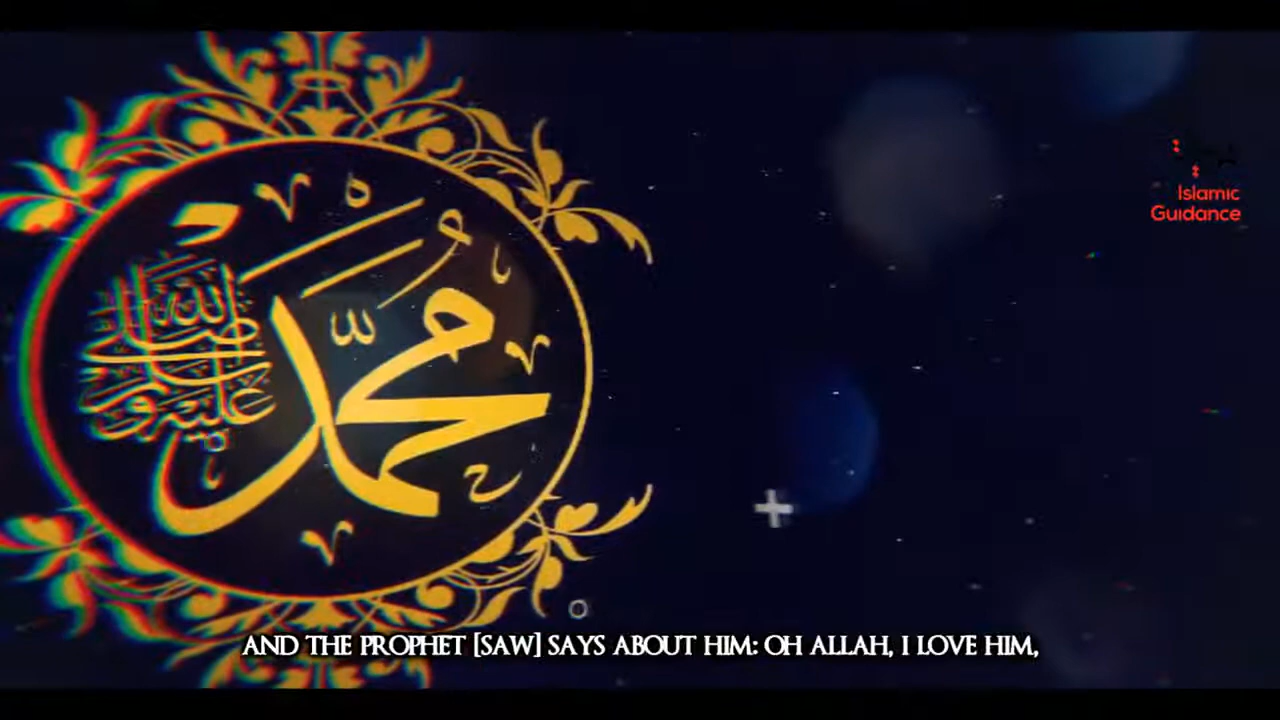 محمد
صلى الله عليه وسلم
Islamic
Guidance
AND THE PROPHET [SAW] SAYS ABOUT HIM: OH ALLAH, I LOVE HIM,